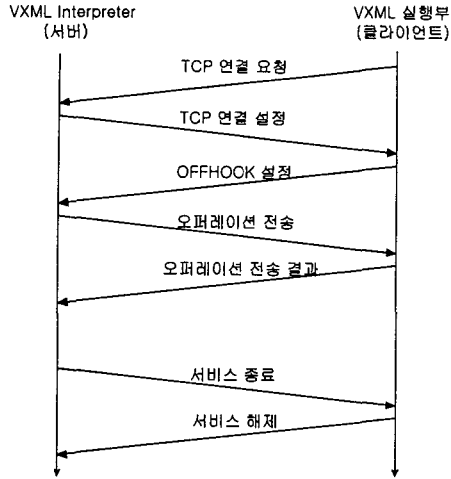 VXML Interpreter
(서버)
VXML 실행부
(클라이언트)
TCP 연결 요청
TCP 연결 설정
OFFHOOK 설정
오퍼레이션 전송
오퍼레이션 전송 결과
서비스 종료
서비스 해제